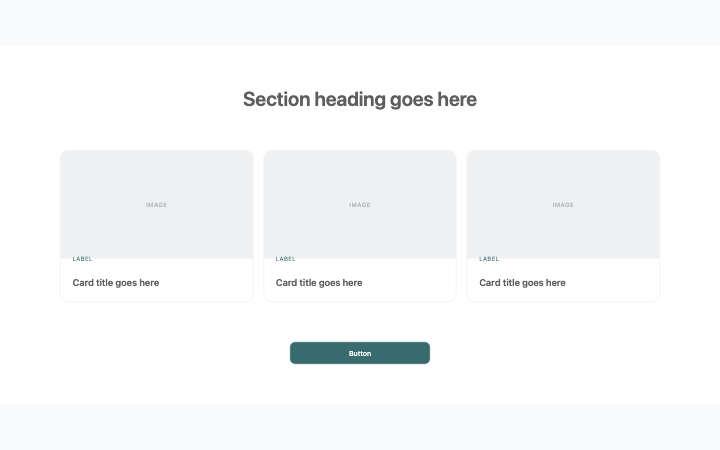 Section heading goes here
IMAGE
IMAGE
IMAGE
LABEL
LABEL
LABEL
Card title goes here
Card title goes here
Card title goes here
Button